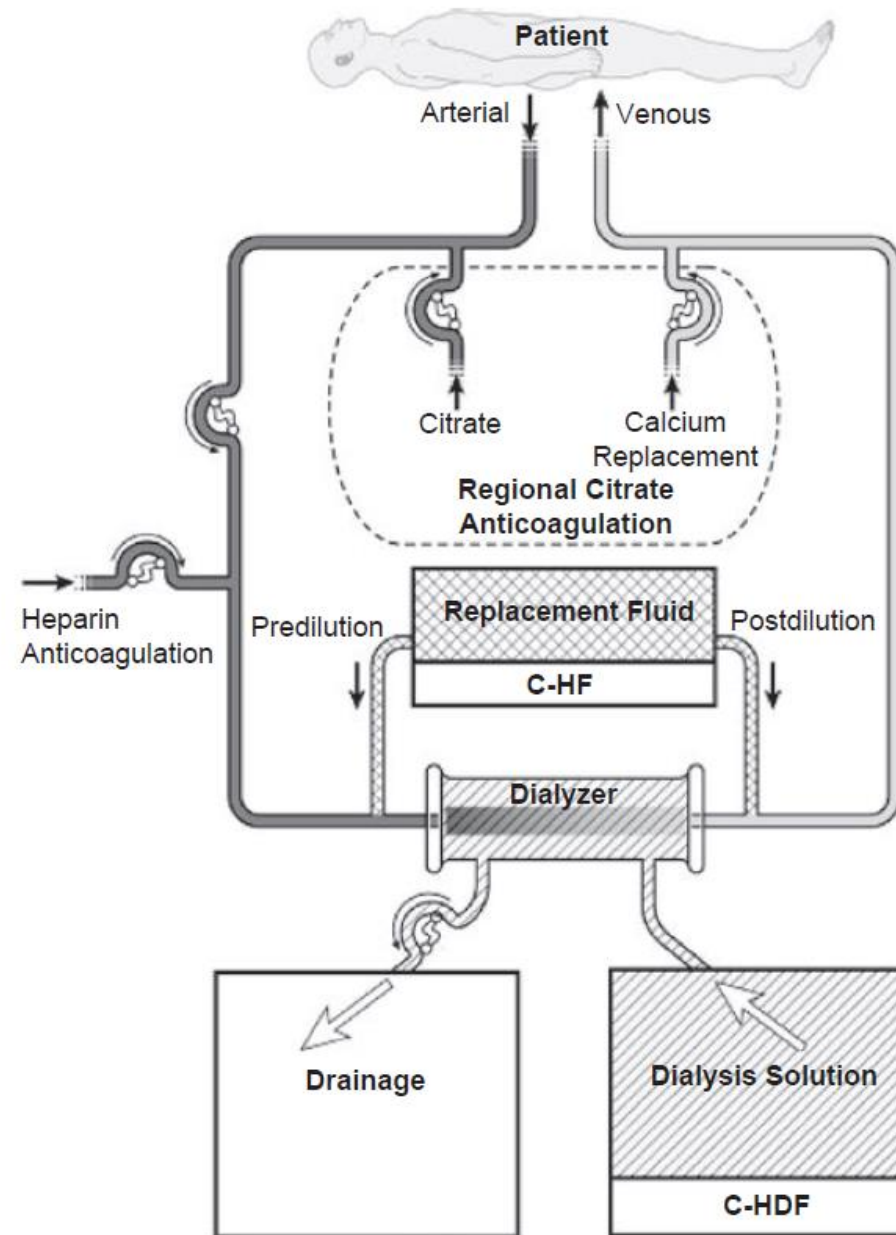 Patient
Arterial
Venous
Citrate
Calcium
Replacement
Regional Citrate
Anticoagulation
Heparin
Anticoagulation
Predilution
Replacement Fluid
Postdilution
C-HF
Dialyzer
Drainage
Dialysis Solution
C-HDF